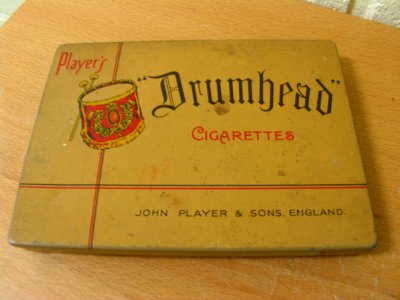 Player's
"Drumhead"
CIGARETTES
JOHN PLAYER & SONS, ENGLAND.